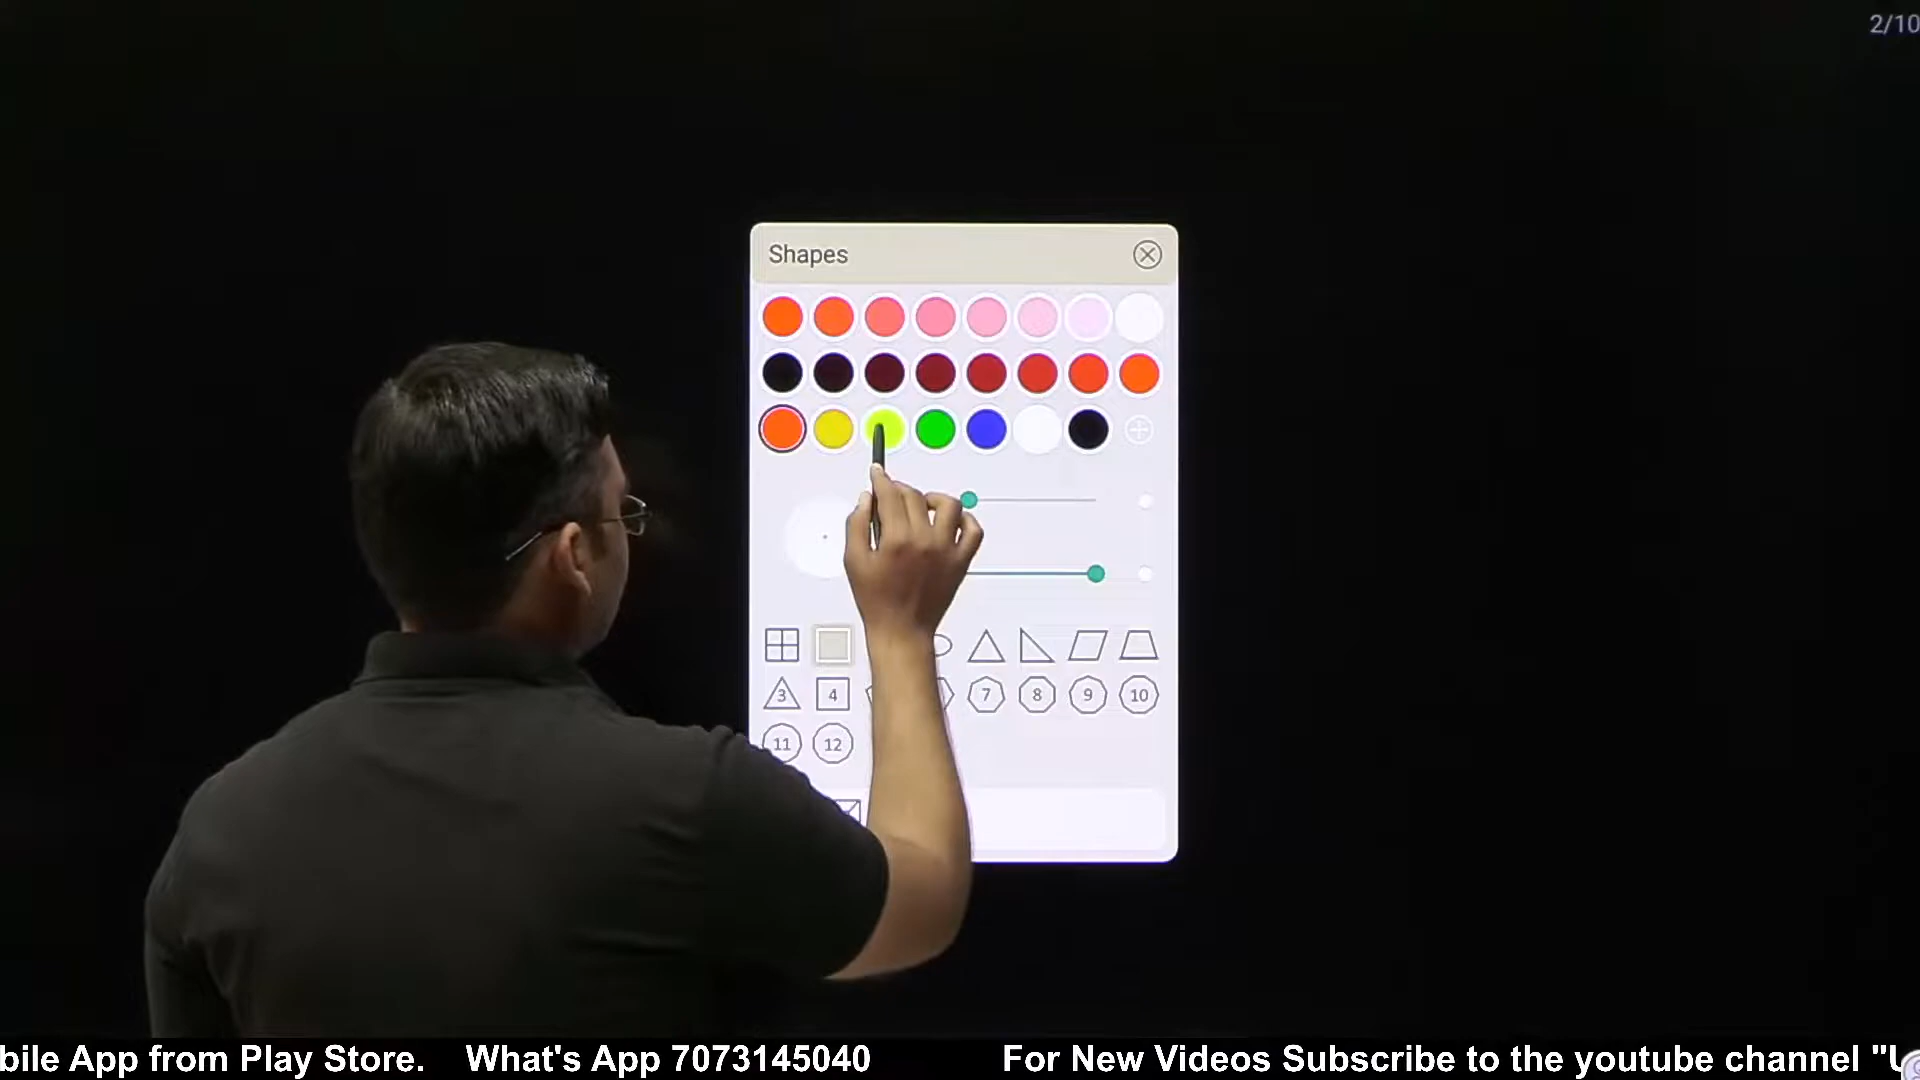 2/10
Shapes
3 4 7 8 9 10
11 12
bile App from Play Store. What's App 7073145040 For New Videos Subscribe to the youtube channel "U